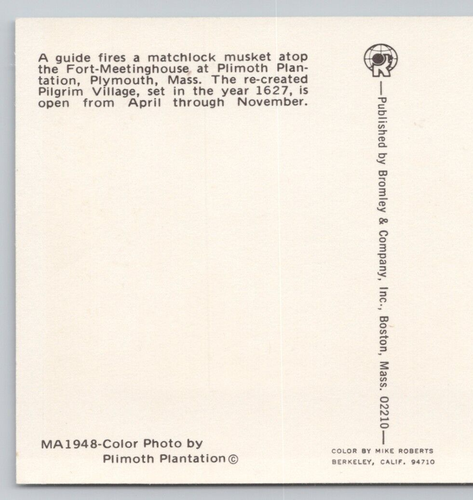 A guide fires a matchlock musket atop
the Fort-Meetinghouse at Plimoth Plan-
tation, Plymouth, Mass. The re-created
Pilgrim Village, set in the year 1627, is
open from April through November.
R
—Published by Bromley & Company, Inc., Boston, Mass. 02210—
MA1948-Color Photo by
Plimoth Plantation©
COLOR BY MIKE ROBERTS
BERKELEY, CALIF. 94710